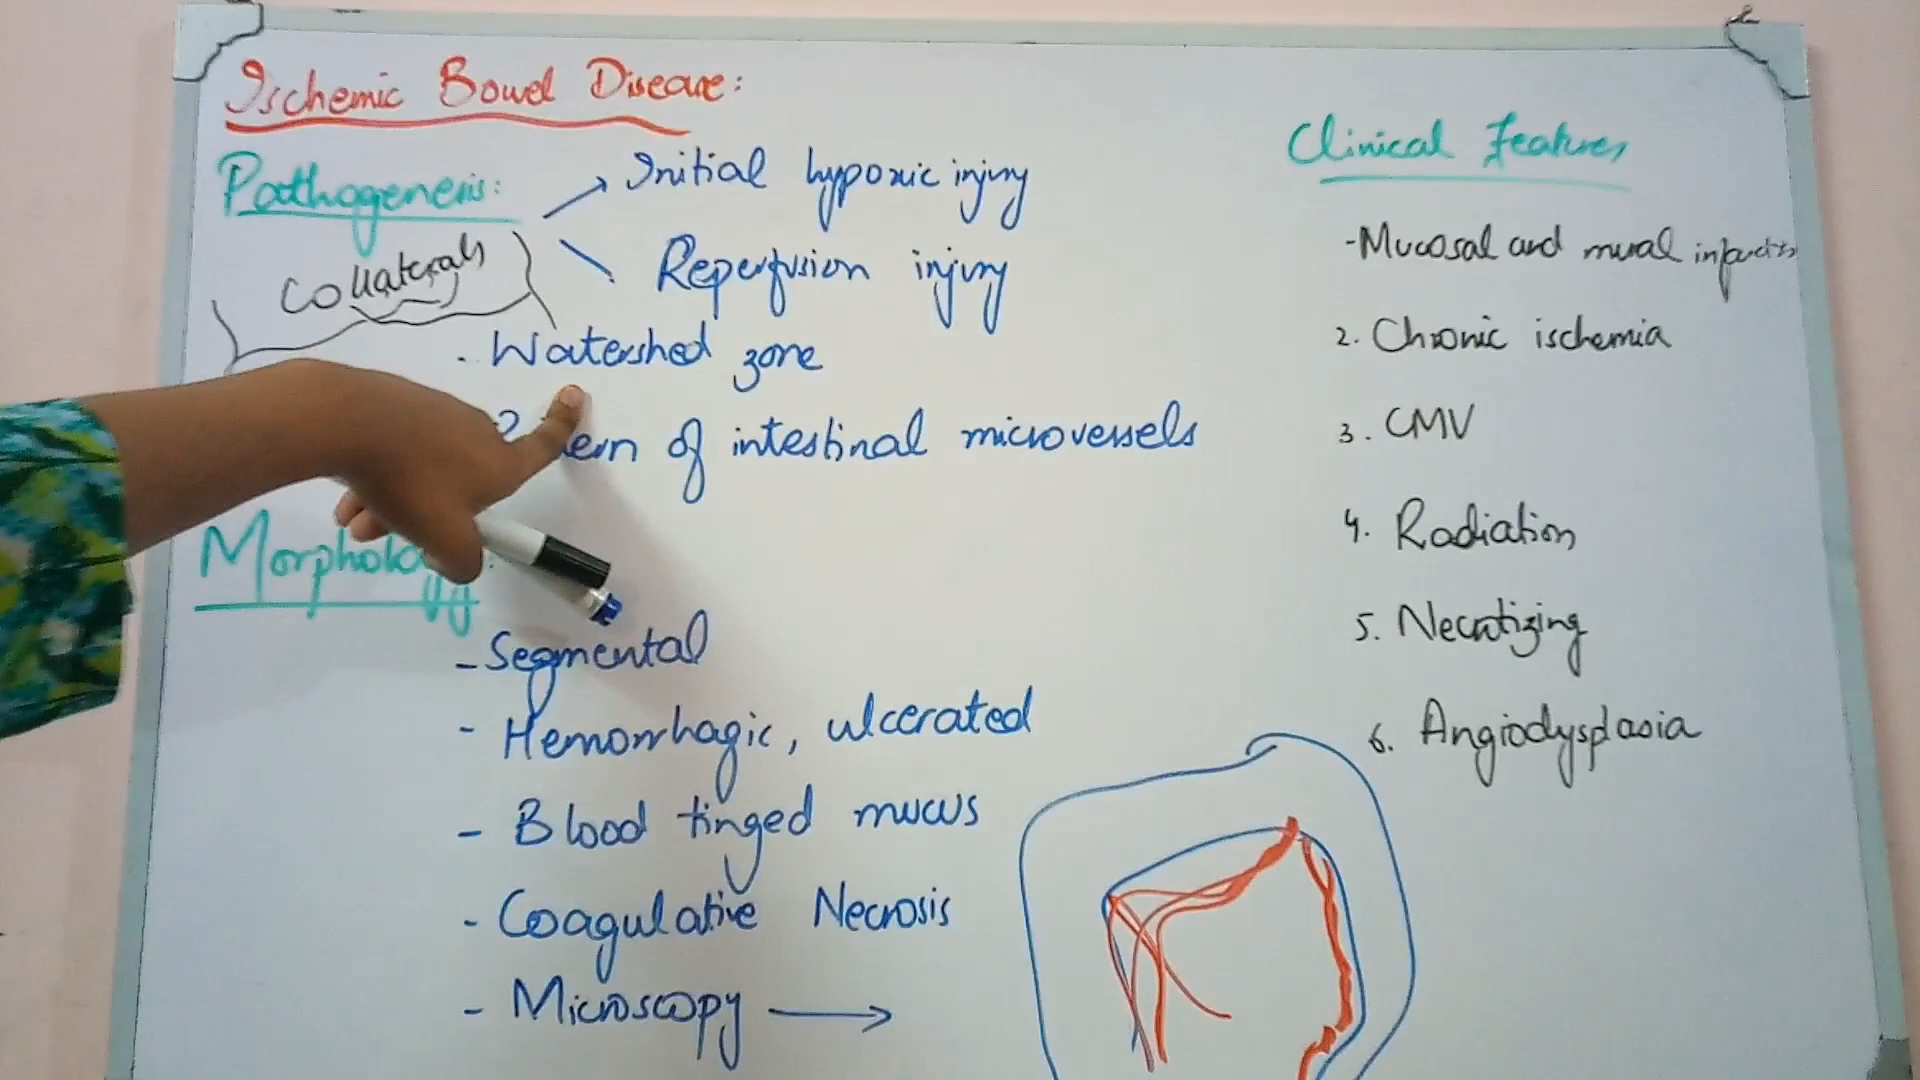 Ischemic Bowel Disease:
Pathogenesis:
Initial hypoxic injury
Reperfusion injury
Collaterals
. Watershed zone
of intestinal microvessels
Morphology:
- Segmental
- Hemorrhagic, ulcerated
- Blood tinged mucus
- Coagulative Necrosis
- Microscopy
Clinical Features
- Mucosal and mural
2. Chronic ischemia
3. CMV
4. Radiation
5. Necrotizing
6. Angiodysplasia